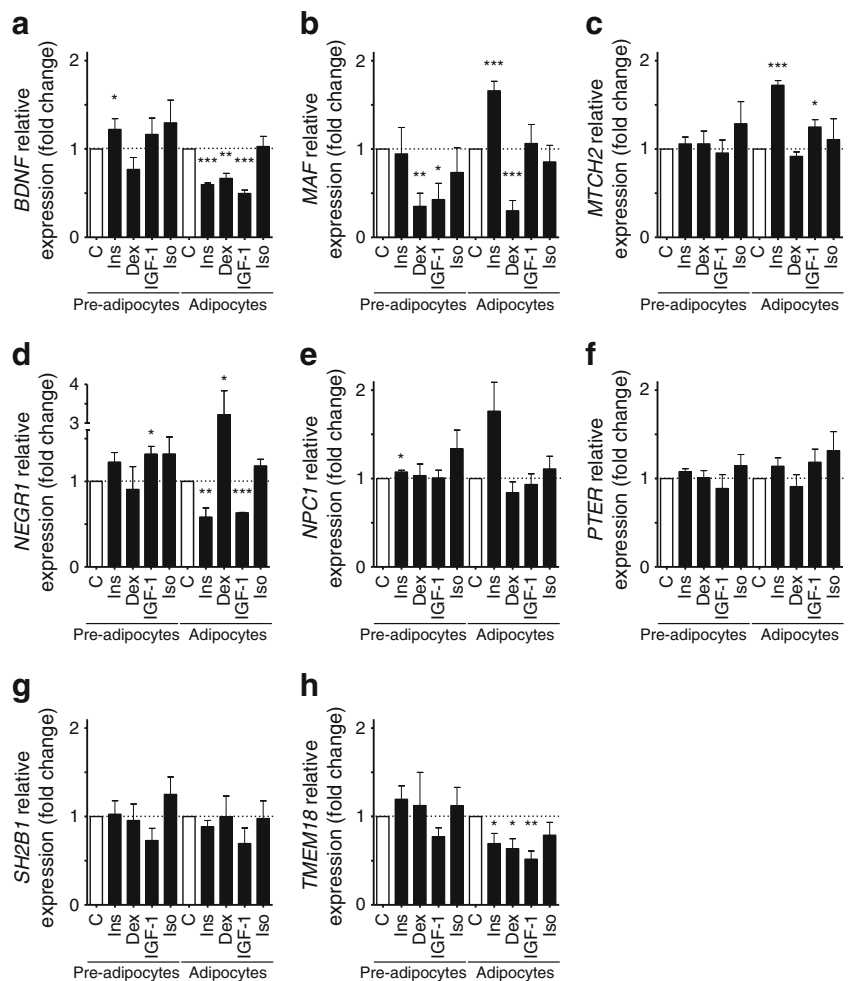 a
BDNF relative
expression (fold change)
2
1
0
*
***
**
***
C Ins Dex IGF-1 Iso C Ins Dex IGF-1 Iso
Pre-adipocytes Adipocytes
b
MAF relative
expression (fold change)
2
1
0
**
*
***
***
C Ins Dex IGF-1 Iso C Ins Dex IGF-1 Iso
Pre-adipocytes Adipocytes
c
MTCH2 relative
expression (fold change)
2
1
0
***
*
C Ins Dex IGF-1 Iso C Ins Dex IGF-1 Iso
Pre-adipocytes Adipocytes
d
NEGR1 relative
expression (fold change)
4
3
1
0
*
**
*
***
C Ins Dex IGF-1 Iso C Ins Dex IGF-1 Iso
Pre-adipocytes Adipocytes
e
NPC1 relative
expression (fold change)
2
1
0
*
C Ins Dex IGF-1 Iso C Ins Dex IGF-1 Iso
Pre-adipocytes Adipocytes
f
PTER relative
expression (fold change)
2
1
0
C Ins Dex IGF-1 Iso C Ins Dex IGF-1 Iso
Pre-adipocytes Adipocytes
g
SH2B1 relative
expression (fold change)
2
1
0
C Ins Dex IGF-1 Iso C Ins Dex IGF-1 Iso
Pre-adipocytes Adipocytes
h
TMEM18 relative
expression (fold change)
2
1
0
*
*
**
C Ins Dex IGF-1 Iso C Ins Dex IGF-1 Iso
Pre-adipocytes Adipocytes